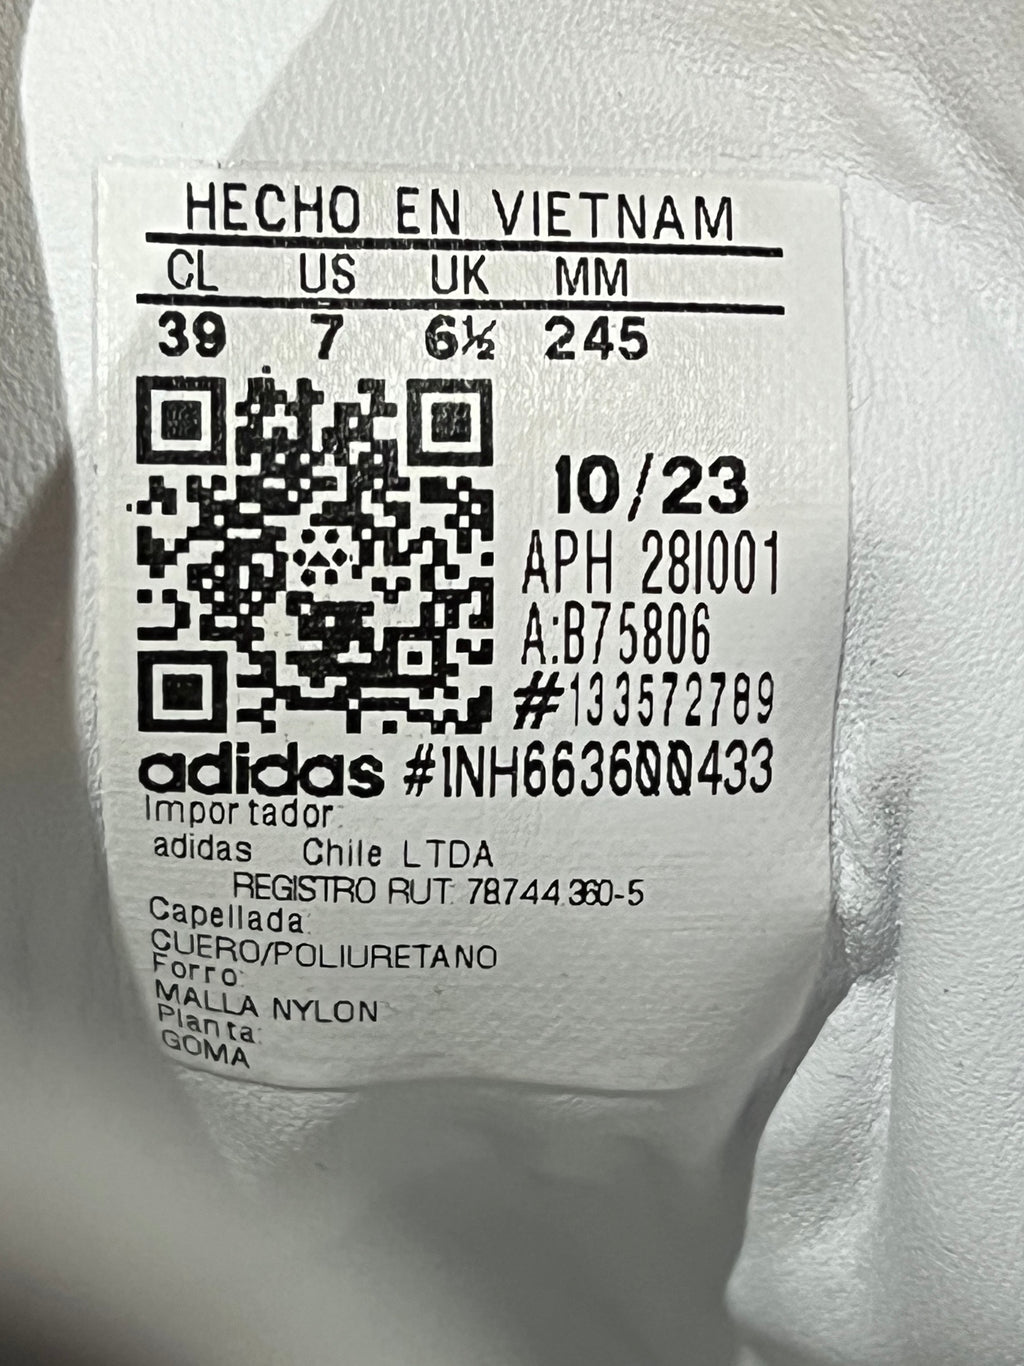 HECHO EN VIETNAM
CL US UK MM
39 7 6½ 245
10/23
APH 28I001
A:B75806
#133572789
adidas #INH663600433
Importador:
adidas Chile LTDA
REGISTRO RUT: 78744.360-5
Capellada:
CUERO/POLIURETANO
Forro:
MALLA NYLON
Planta:
GOMA